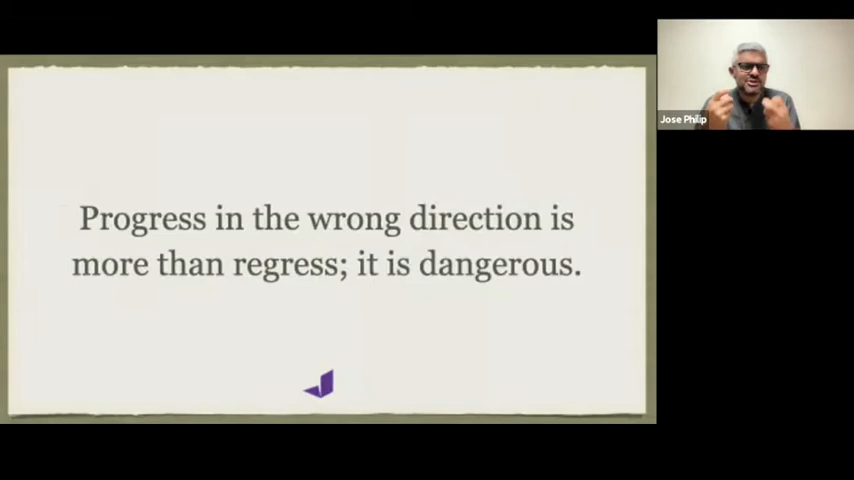 Progress in the wrong direction is
more than regress; it is dangerous.
Jose Philip